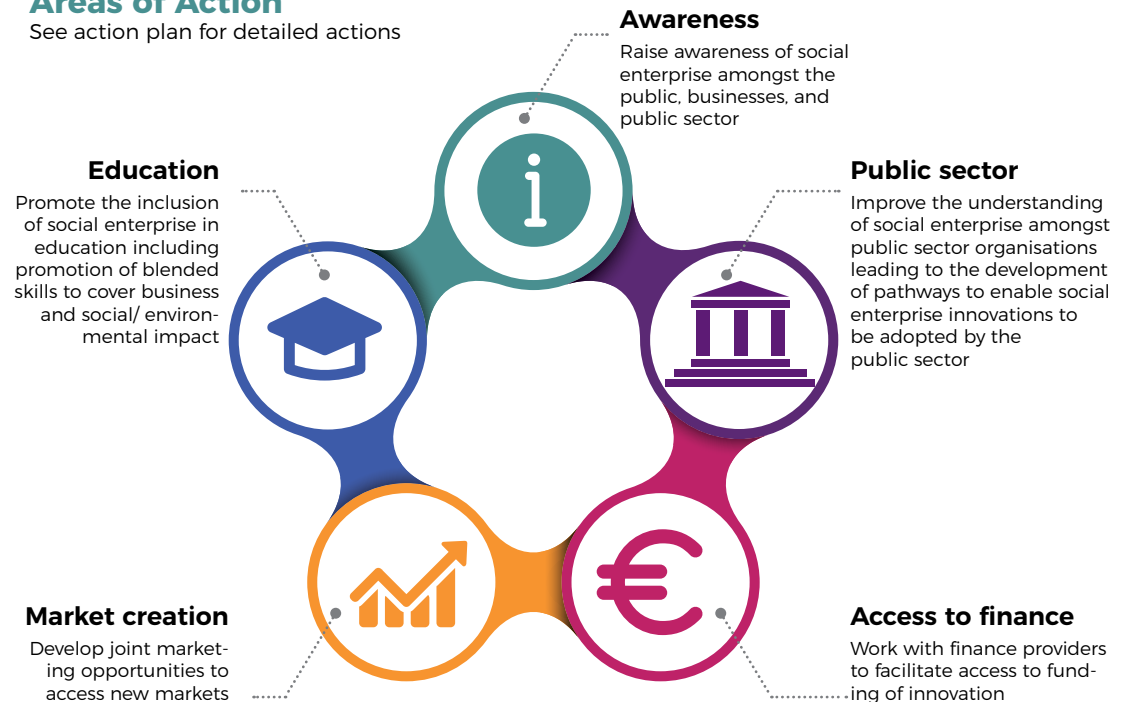 Areas of Action
See action plan for detailed actions
Awareness
Raise awareness of social
enterprise amongst the
public, businesses, and
public sector
Education
Promote the inclusion
of social enterprise in
education including
promotion of blended
skills to cover business
and social/ environ-
mental impact
Public sector
Improve the understanding
of social enterprise amongst
public sector organisations
leading to the development
of pathways to enable social
enterprise innovations to
be adopted by the
public sector
Market creation
Develop joint market-
ing opportunities to
access new markets
Access to finance
Work with finance providers
to facilitate access to fund-
ing of innovation